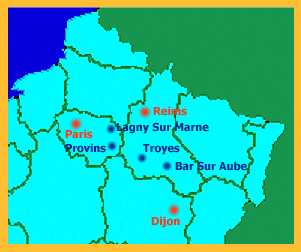 Reims
Paris
Lagny Sur Marne
Provins
Troyes
Bar Sur Aube
Dijon